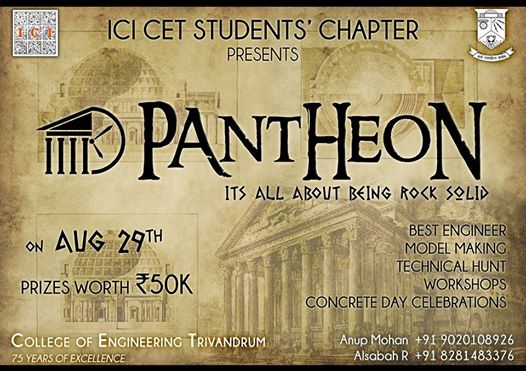 ICI
ICI CET STUDENTS' CHAPTER
PRESENTS
PANTHEON
ITS ALL ABOUT BEING ROCK SOLID
ON AUG 29TH
PRIZES WORTH ₹50K
BEST ENGINEER
MODEL MAKING
TECHNICAL HUNT
WORKSHOPS
CONCRETE DAY CELEBRATIONS
COLLEGE OF ENGINEERING TRIVANDRUM
75 YEARS OF EXCELLENCE
Anup Mohan +91 9020108926
Alsabah R +91 8281483376